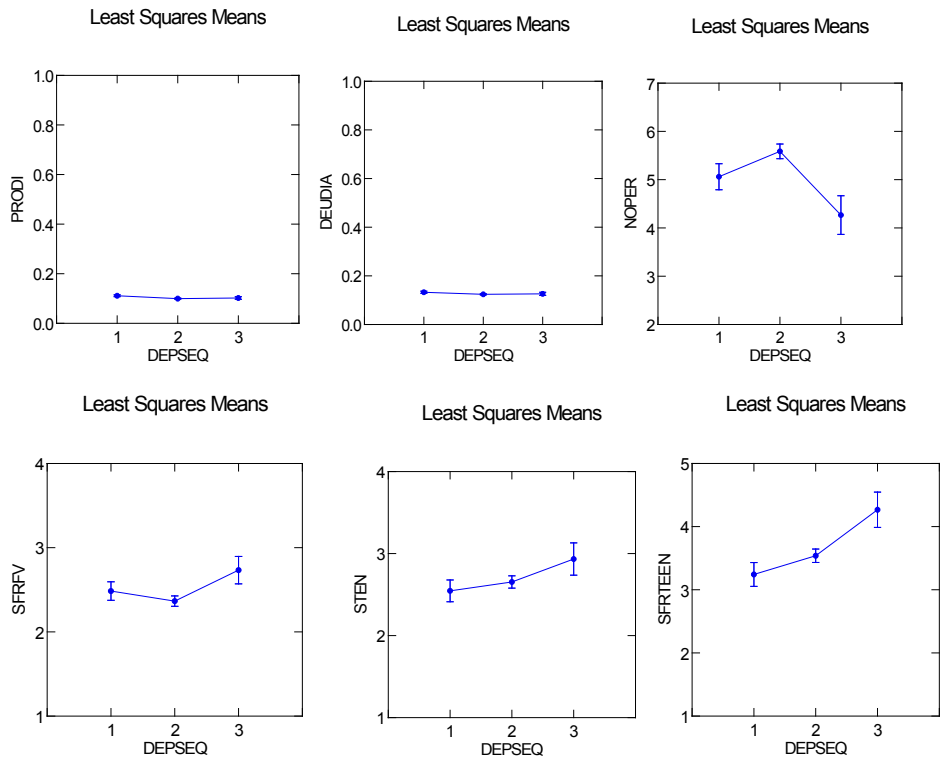 Least Squares Means
1.0
0.8
0.6
0.4
0.2
0.0
PRODI
1 2 3
DEPSEQ
Least Squares Means
1.0
0.8
0.6
0.4
0.2
0.0
DEUDIA
1 2 3
DEPSEQ
Least Squares Means
7
6
5
4
3
2
NOPER
1 2 3
DEPSEQ
Least Squares Means
4
3
2
1
SFRFV
1 2 3
DEPSEQ
Least Squares Means
4
3
2
1
STEN
1 2 3
DEPSEQ
Least Squares Means
5
4
3
2
1
SFRTEEN
1 2 3
DEPSEQ